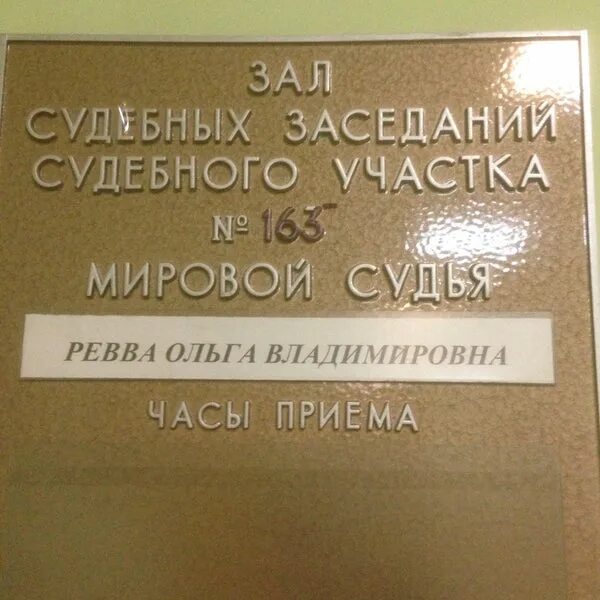 ЗАЛ
СУДЕБНЫХ ЗАСЕДАНИЙ
СУДЕБНОГО УЧАСТКА
№ 163
МИРОВОЙ СУДЬЯ
РЕВВА ОЛЬГА ВЛАДИМИРОВНА
ЧАСЫ ПРИЕМА